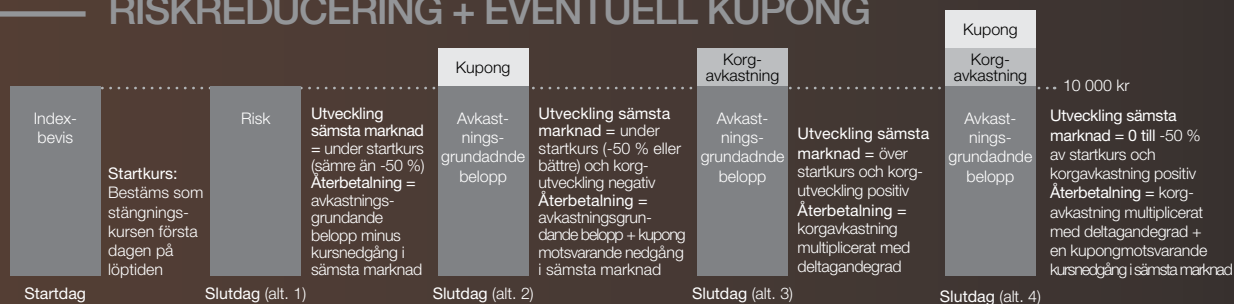 RISKREDUCERING + EVENTUELL KUPONG
Index-
bevis
Startkurs:
Bestäms som
stängnings-
kursen första
dagen på
löptiden
Startdag
Risk
Utveckling
sämsta marknad
= under startkurs
(sämre än -50 %)
Återbetalning =
avkastnings-
grundande
belopp minus
kursnedgång i
sämsta marknad
Slutdag (alt. 1)
Kupong
Avkast-
nings-
grundadnde
belopp
Utveckling sämsta
marknad = under
startkurs (-50 % eller
bättre) och korg-
utveckling negativ
Återbetalning =
avkastningsgrun-
dande belopp + kupong
motsvarande nedgång
i sämsta marknad
Slutdag (alt. 2)
Korg-
avkastning
Avkast-
nings-
grundadnde
belopp
Utveckling sämsta
marknad = över
startkurs och korg-
utveckling positiv
Återbetalning =
korgavkastning
multiplicerat med
deltagandegrad
Slutdag (alt. 3)
Kupong
Korg-
avkastning
10 000 kr
Avkast-
nings-
grundadnde
belopp
Utveckling sämsta
marknad = 0 till -50 %
av startkurs och
korgavkastning positiv
Återbetalning = korg-
avkastning multiplicerat
med deltagandegrad +
en kupongmotsvarande
kursnedgång i sämsta marknad
Slutdag (alt. 4)